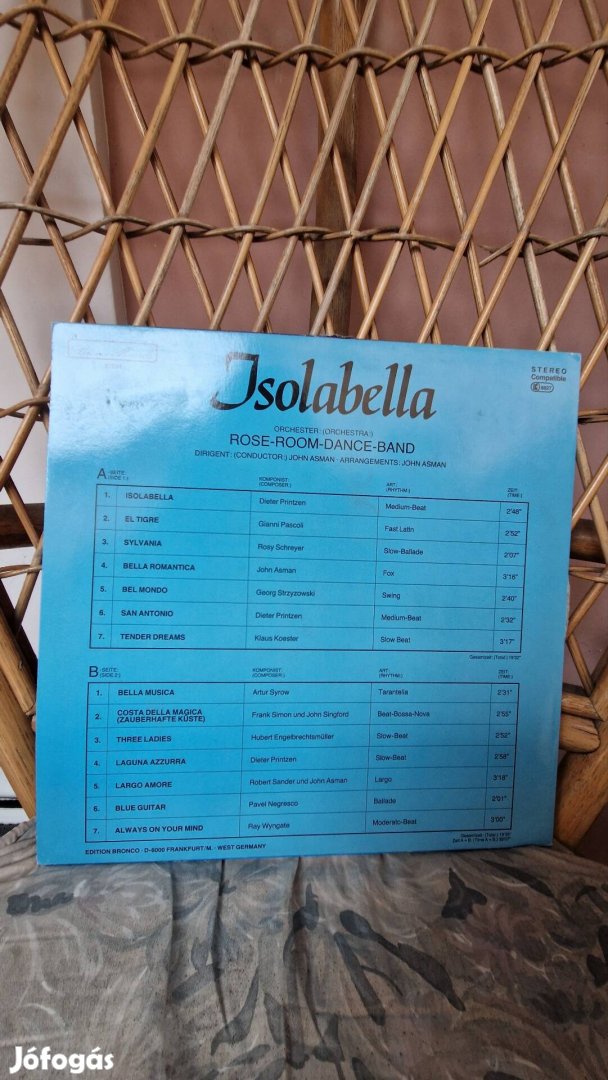 Isolabella
STEREO
Compatible
ORCHESTER: (ORCHESTRA:)
ROSE-ROOM-DANCE-BAND
DIRIGENT: (CONDUCTOR:) JOHN ASMAN · ARRANGEMENTS: JOHN ASMAN
A -SEITE: (SIDE 1:) KOMPONIST: (COMPOSER:) ART: (RHYTHM:) ZEIT: (TIME:)
1. ISOLABELLA Dieter Printzen Medium-Beat 2'48"
2. EL TIGRE Gianni Pascoli Fast Latin 2'52"
3. SYLVANIA Rosy Schreyer Slow-Ballade 2'07"
4. BELLA ROMANTICA John Asman Fox 3'16"
5. BEL MONDO Georg Strzyzowski Swing 2'40"
6. SAN ANTONIO Dieter Printzen Medium-Beat 2'32"
7. TENDER DREAMS Klaus Koester Slow Beat 3'17"
Gesamtzeit: (Total:)
B -SEITE: (SIDE 2:) KOMPONIST: (COMPOSER:) ART: (RHYTHM:) ZEIT: (TIME:)
1. BELLA MUSICA Artur Syrow Tarantella 2'31"
2. COSTA DELLA MAGICA Frank Simon und John Singford Beat-Bossa-Nova 2'55"
(ZAUBERHAFTE KÜSTE)
3. THREE LADIES Hubert Engelbrechtsmüller Slow-Beat 2'52"
4. LAGUNA AZZURRA Dieter Printzen Slow-Beat 2'58"
5. LARGO AMORE Robert Sander und John Asman Largo 3'18"
6. BLUE GUITAR Pavel Negresco Ballade 2'01"
7. ALWAYS ON YOUR MIND Ray Wyngate Moderato-Beat 3'00"
Gesamtzeit: (Total:)
EDITION BRONCO · D-6000 FRANKFURT/M. · WEST GERMANY
Jófogás